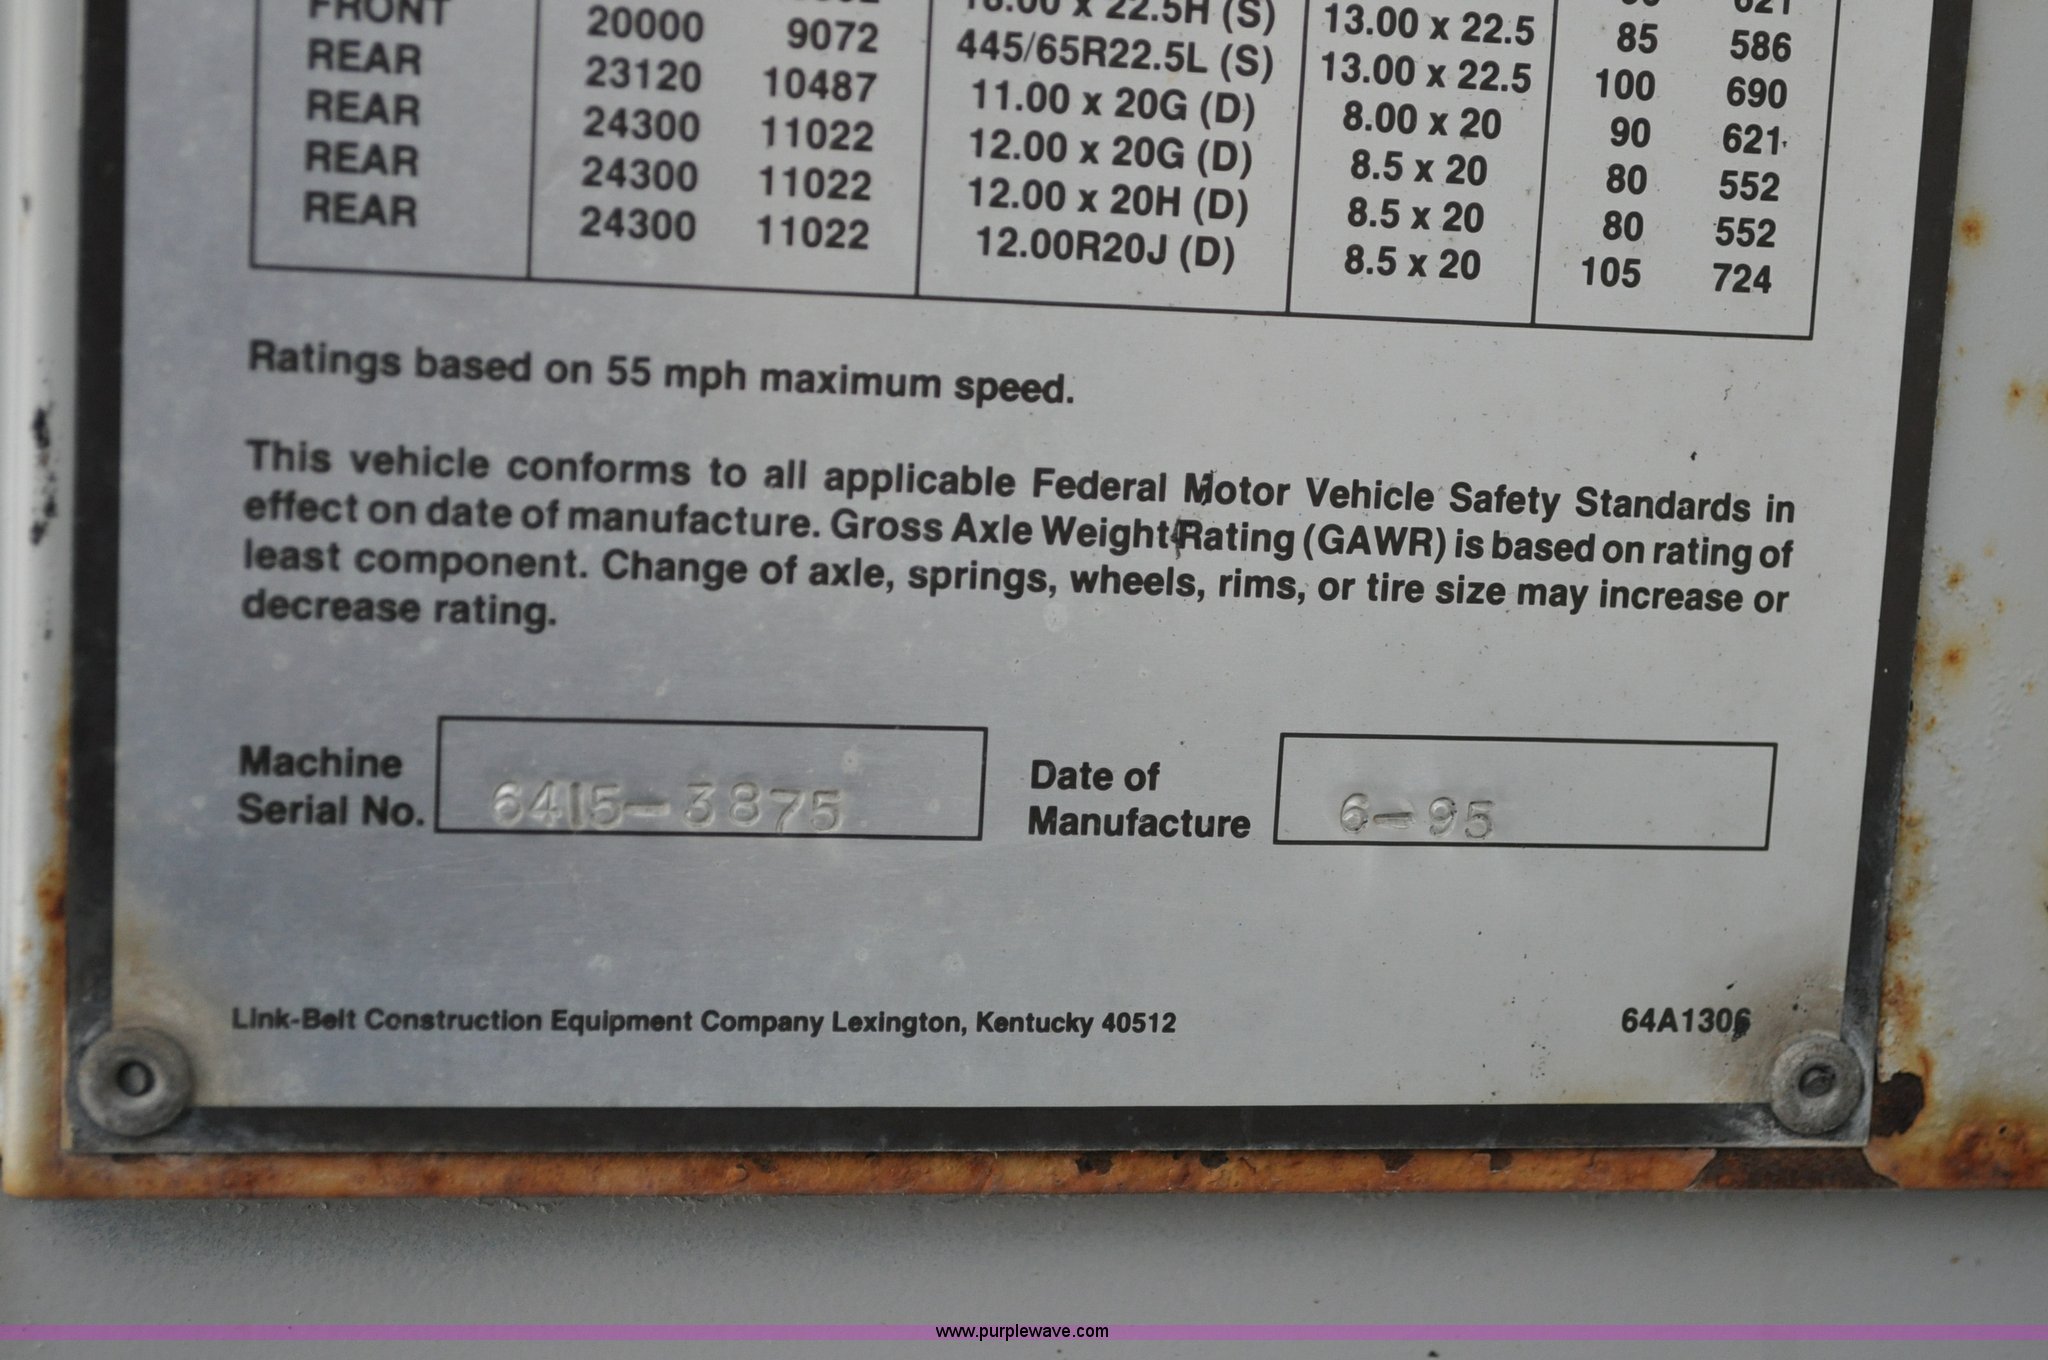 x 22.5H (S) 13.00 x 22.5 85 586
FRONT 20000 9072 445/65R22.5L (S) 13.00 x 22.5 100 690
REAR 23120 10487 11.00 x 20G (D) 8.00 x 20 90 621
REAR 24300 11022 12.00 x 20G (D) 8.5 x 20 80 552
REAR 24300 11022 12.00 x 20H (D) 8.5 x 20 80 552
REAR 24300 11022 12.00R20J (D) 8.5 x 20 105 724
Ratings based on 55 mph maximum speed.
This vehicle conforms to all applicable Federal Motor Vehicle Safety Standards in
effect on date of manufacture. Gross Axle Weight Rating (GAWR) is based on rating of
least component. Change of axle, springs, wheels, rims, or tire size may increase or
decrease rating.
Machine
Serial No. 6415-3875
Date of
Manufacture 6-95
Link-Belt Construction Equipment Company Lexington, Kentucky 40512 64A1306
www.purplewave.com